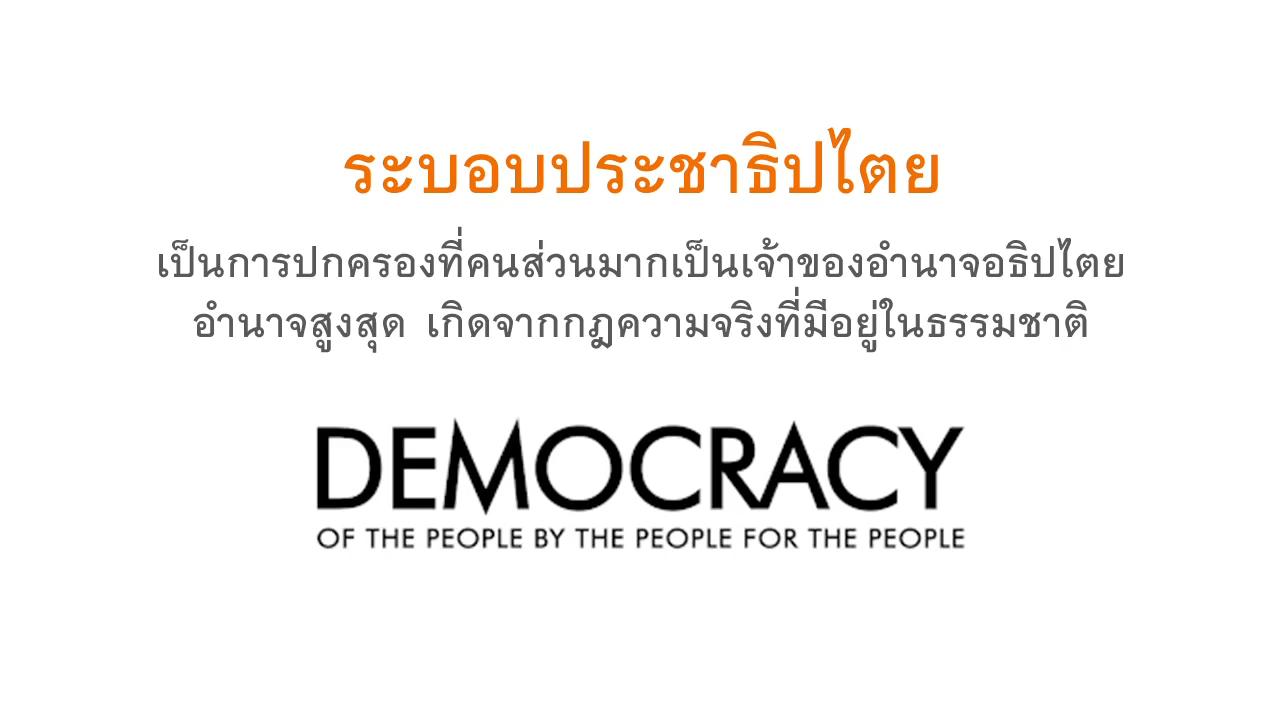 ระบอบประชาธิปไตย
เป็นการปกครองที่คนส่วนมากเป็นเจ้าของอำนาจอธิปไตย
อำนาจสูงสุด เกิดจากกฎความจริงที่มีอยู่ในธรรมชาติ
DEMOCRACY
OF THE PEOPLE BY THE PEOPLE FOR THE PEOPLE